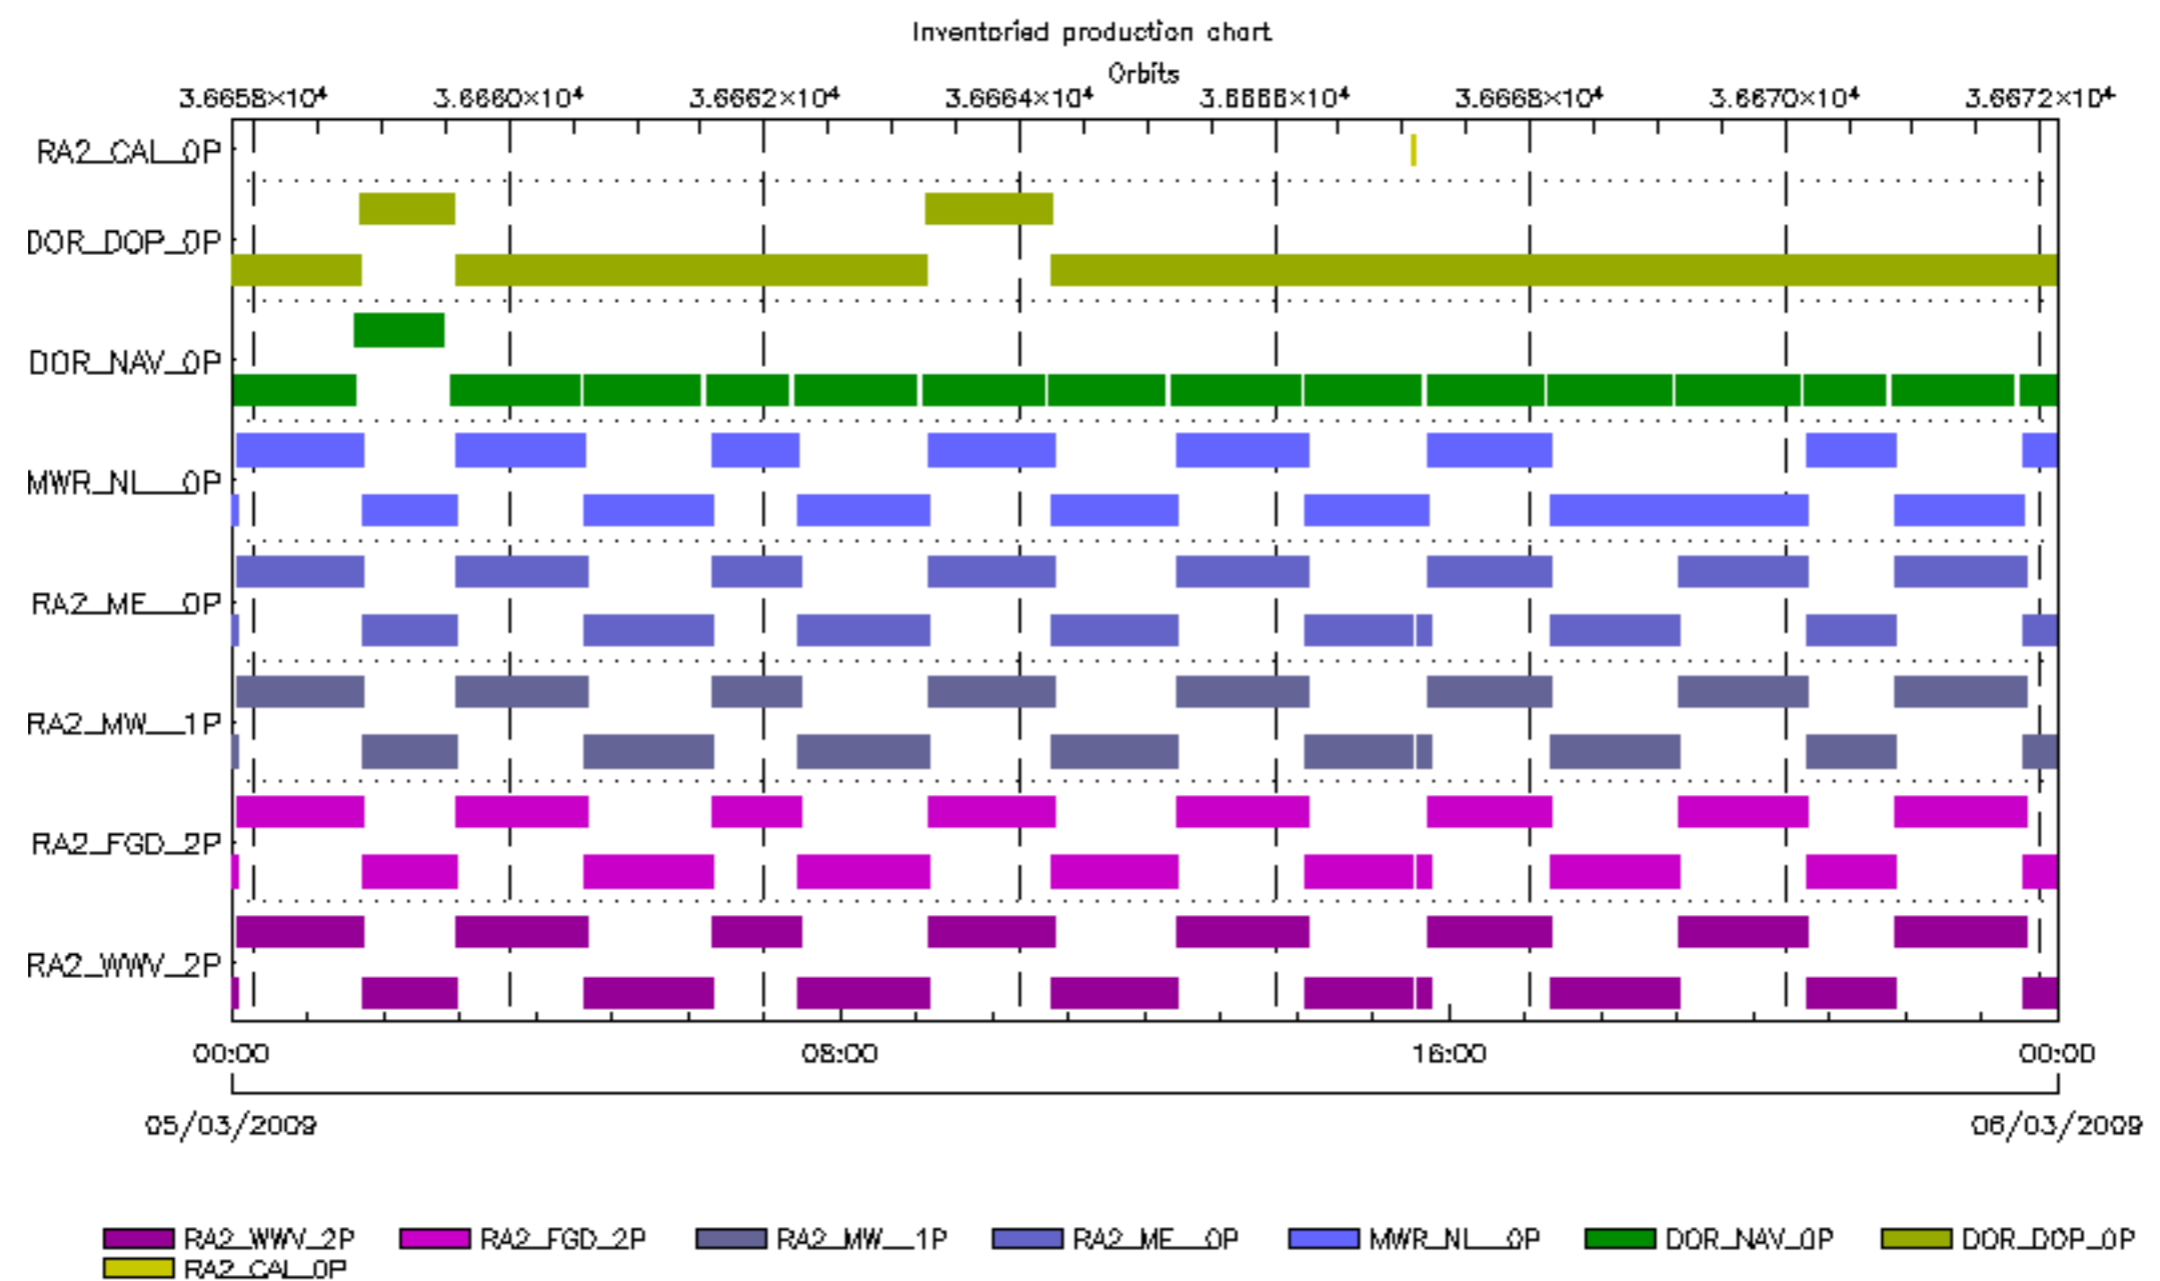 Inventoried production chart
Orbits
3.6658×10⁴ 3.6660×10⁴ 3.6662×10⁴ 3.6664×10⁴ 3.6666×10⁴ 3.6668×10⁴ 3.6670×10⁴ 3.6672×10⁴
RA2_CAL_0P
DOR_DOP_0P
DOR_NAV_0P
MWR_NL__0P
RA2_ME__0P
RA2_MW__1P
RA2_FGD_2P
RA2_WWV_2P
00:00 08:00 16:00 00:00
05/03/2009 06/03/2009
RA2_WWV_2P RA2_FGD_2P RA2_MW__1P RA2_ME__0P MWR_NL__0P DOR_NAV_0P DOR_DOP_0P
RA2_CAL_0P